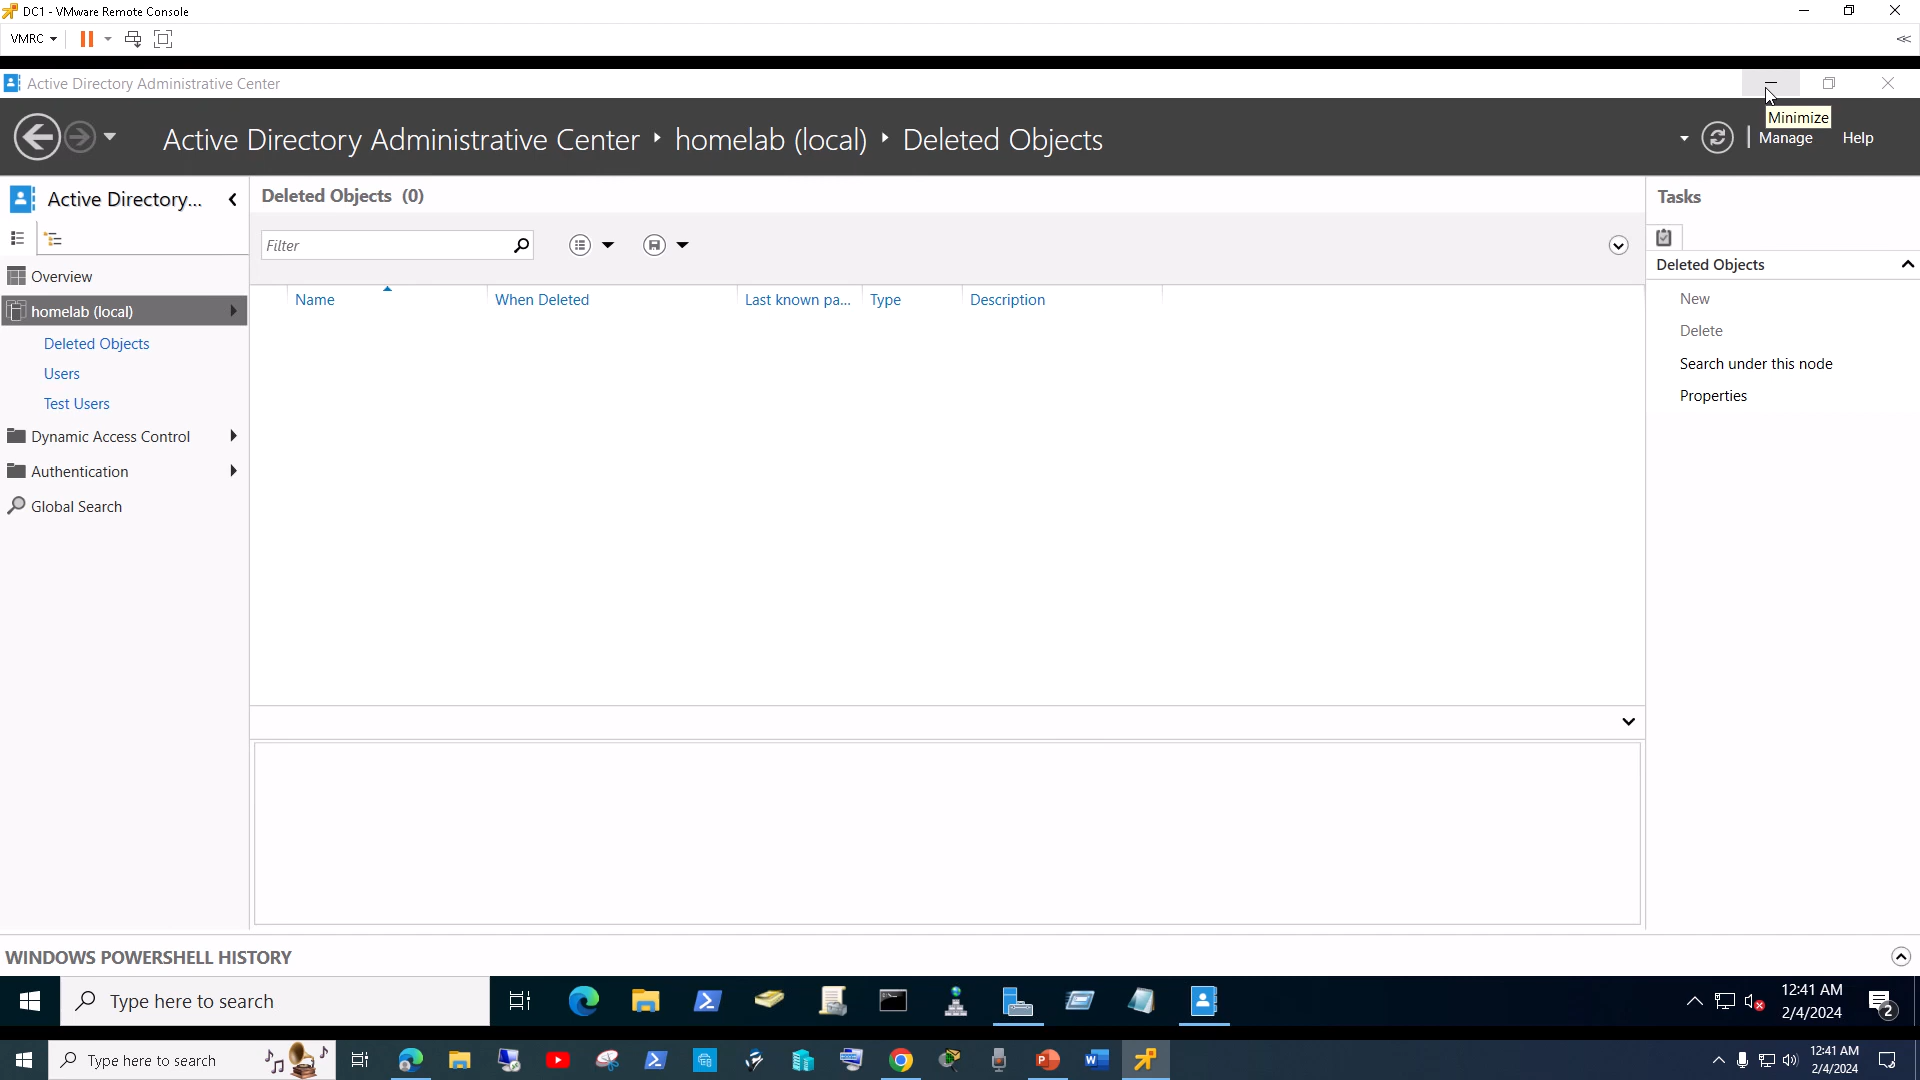 DC1 - VMware Remote Console
VMRC
Active Directory Administrative Center
Active Directory Administrative Center homelab (local) Deleted Objects
Minimize
Manage Help
Active Directory...
Overview
homelab (local)
Deleted Objects
Users
Test Users
Dynamic Access Control
Authentication
Global Search
Deleted Objects (0)
Filter
Name When Deleted Last known pa... Type Description
Tasks
Deleted Objects
New
Delete
Search under this node
Properties
WINDOWS POWERSHELL HISTORY
Type here to search
12:41 AM
2/4/2024
2
Type here to search
12:41 AM
2/4/2024